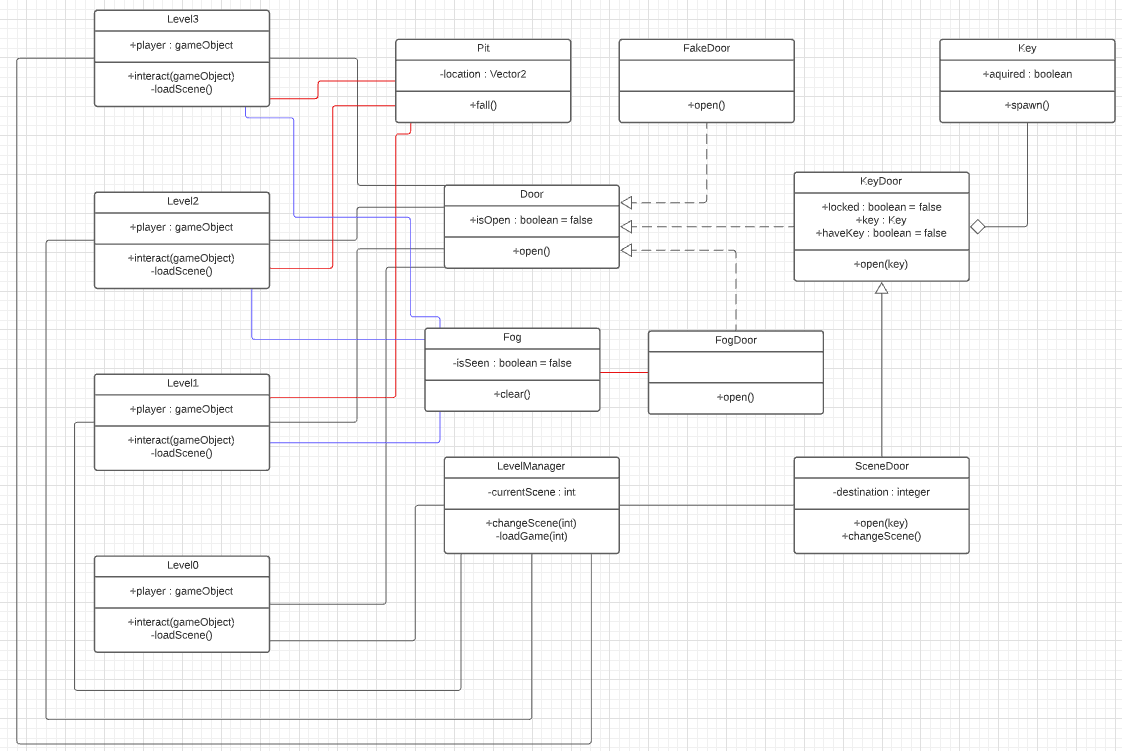 Level3
+player : gameObject
+interact(gameObject)
-loadScene()
Pit
-location : Vector2
+fall()
FakeDoor
+open()
Key
+aquired : boolean
+spawn()
Level2
+player : gameObject
+interact(gameObject)
-loadScene()
Door
+isOpen : boolean = false
+open()
KeyDoor
+locked : boolean = false
+key : Key
+haveKey : boolean = false
+open(key)
Fog
-isSeen : boolean = false
+clear()
FogDoor
+open()
Level1
+player : gameObject
+interact(gameObject)
-loadScene()
LevelManager
-currentScene : int
+changeScene(int)
-loadGame(int)
SceneDoor
-destination : integer
+open(key)
+changeScene()
Level0
+player : gameObject
+interact(gameObject)
-loadScene()